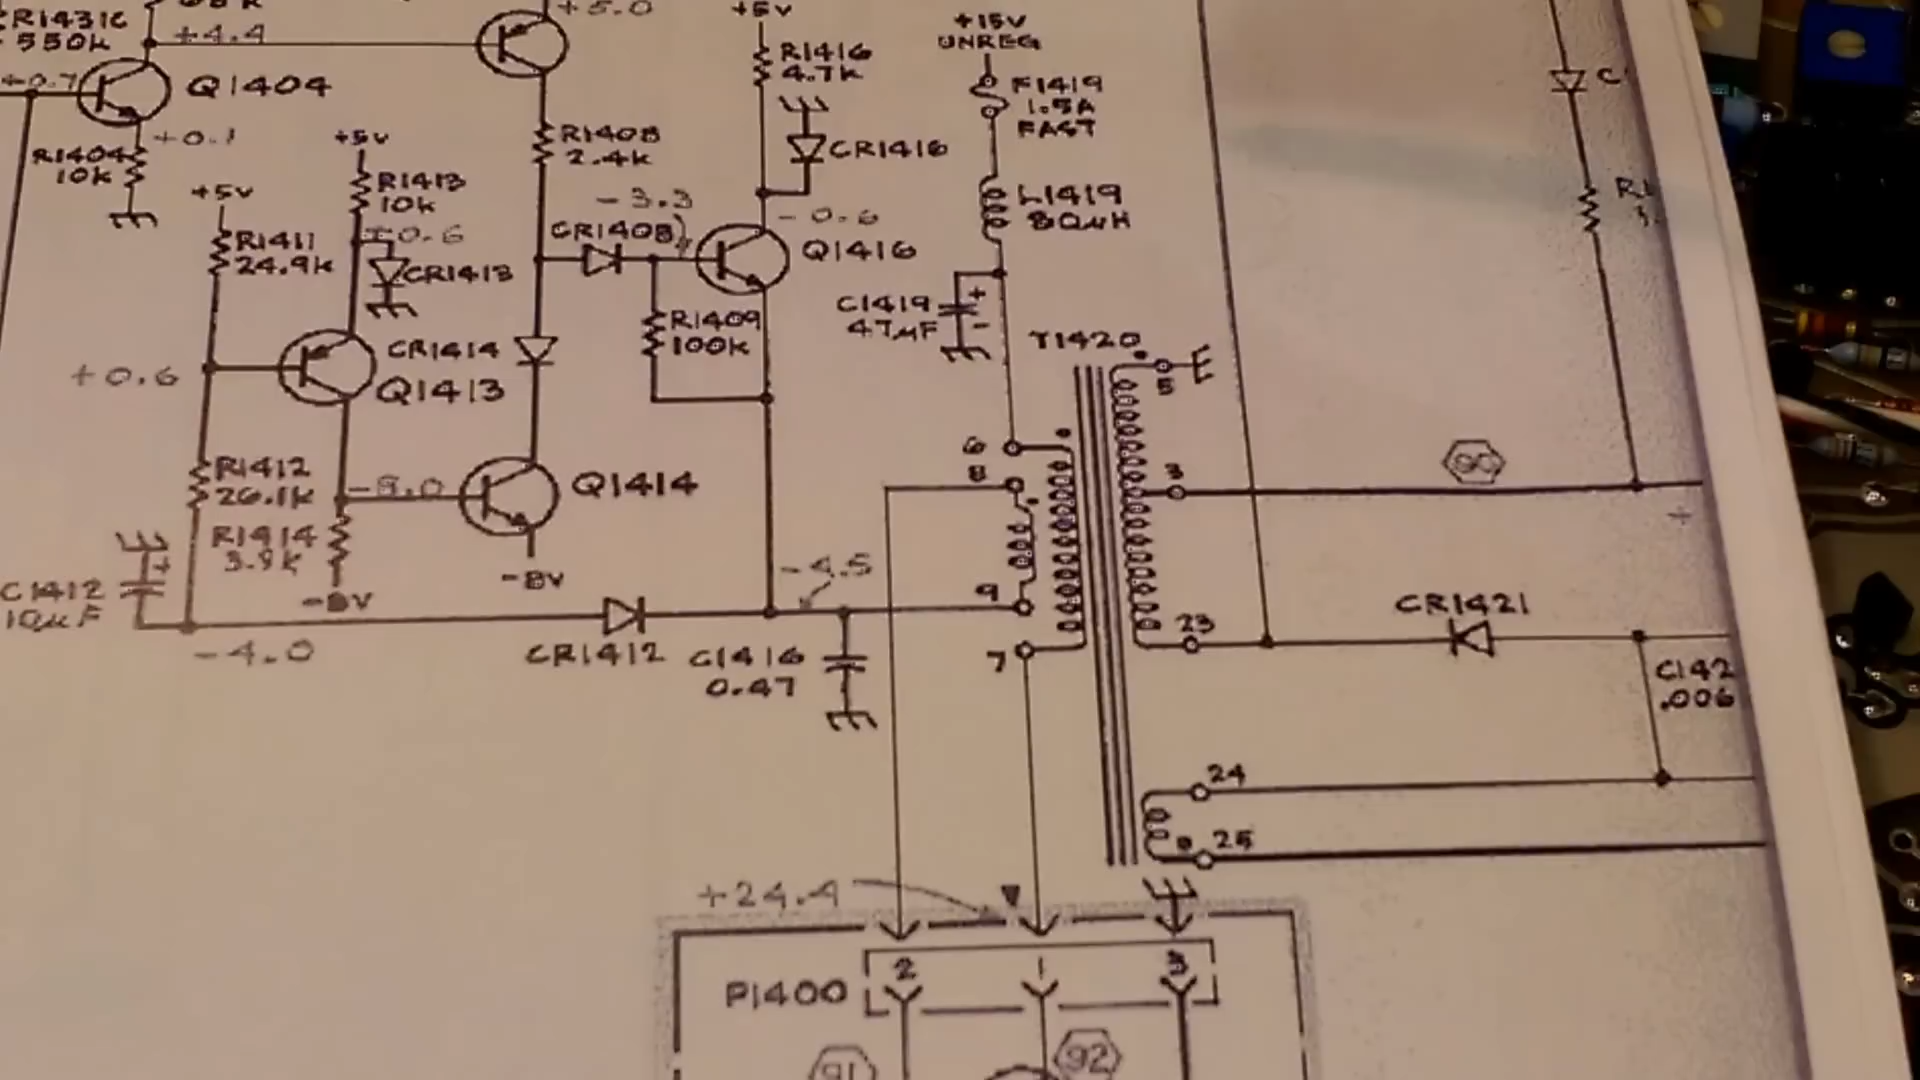 CR1431C
550k
+4.4
+0.7
Q1404
+0.1
R1404
10k
+5.0
+5V
R1416
4.7k
CR1416
+15V
UNREG
F1419
1.5A
FAST
L1419
80µH
+5V
R1413
10k
+0.6
CR1413
+5V
R1411
24.9k
R1408
2.4k
-3.3
CR1408
-0.6
Q1416
R1409
100k
C1419
47µF
+
-
T1420
5
+0.6
CR1414
Q1413
6
8
3
90
R1412
26.1k
-8.0
Q1414
R1414
3.9k
-8V
-8V
+
C1412
10µF
+
-4.0
CR1412
-4.5
9
7
C1416
0.47
23
CR1421
C142
.006
24
25
+24.4
P1400
2
1
3
91
92